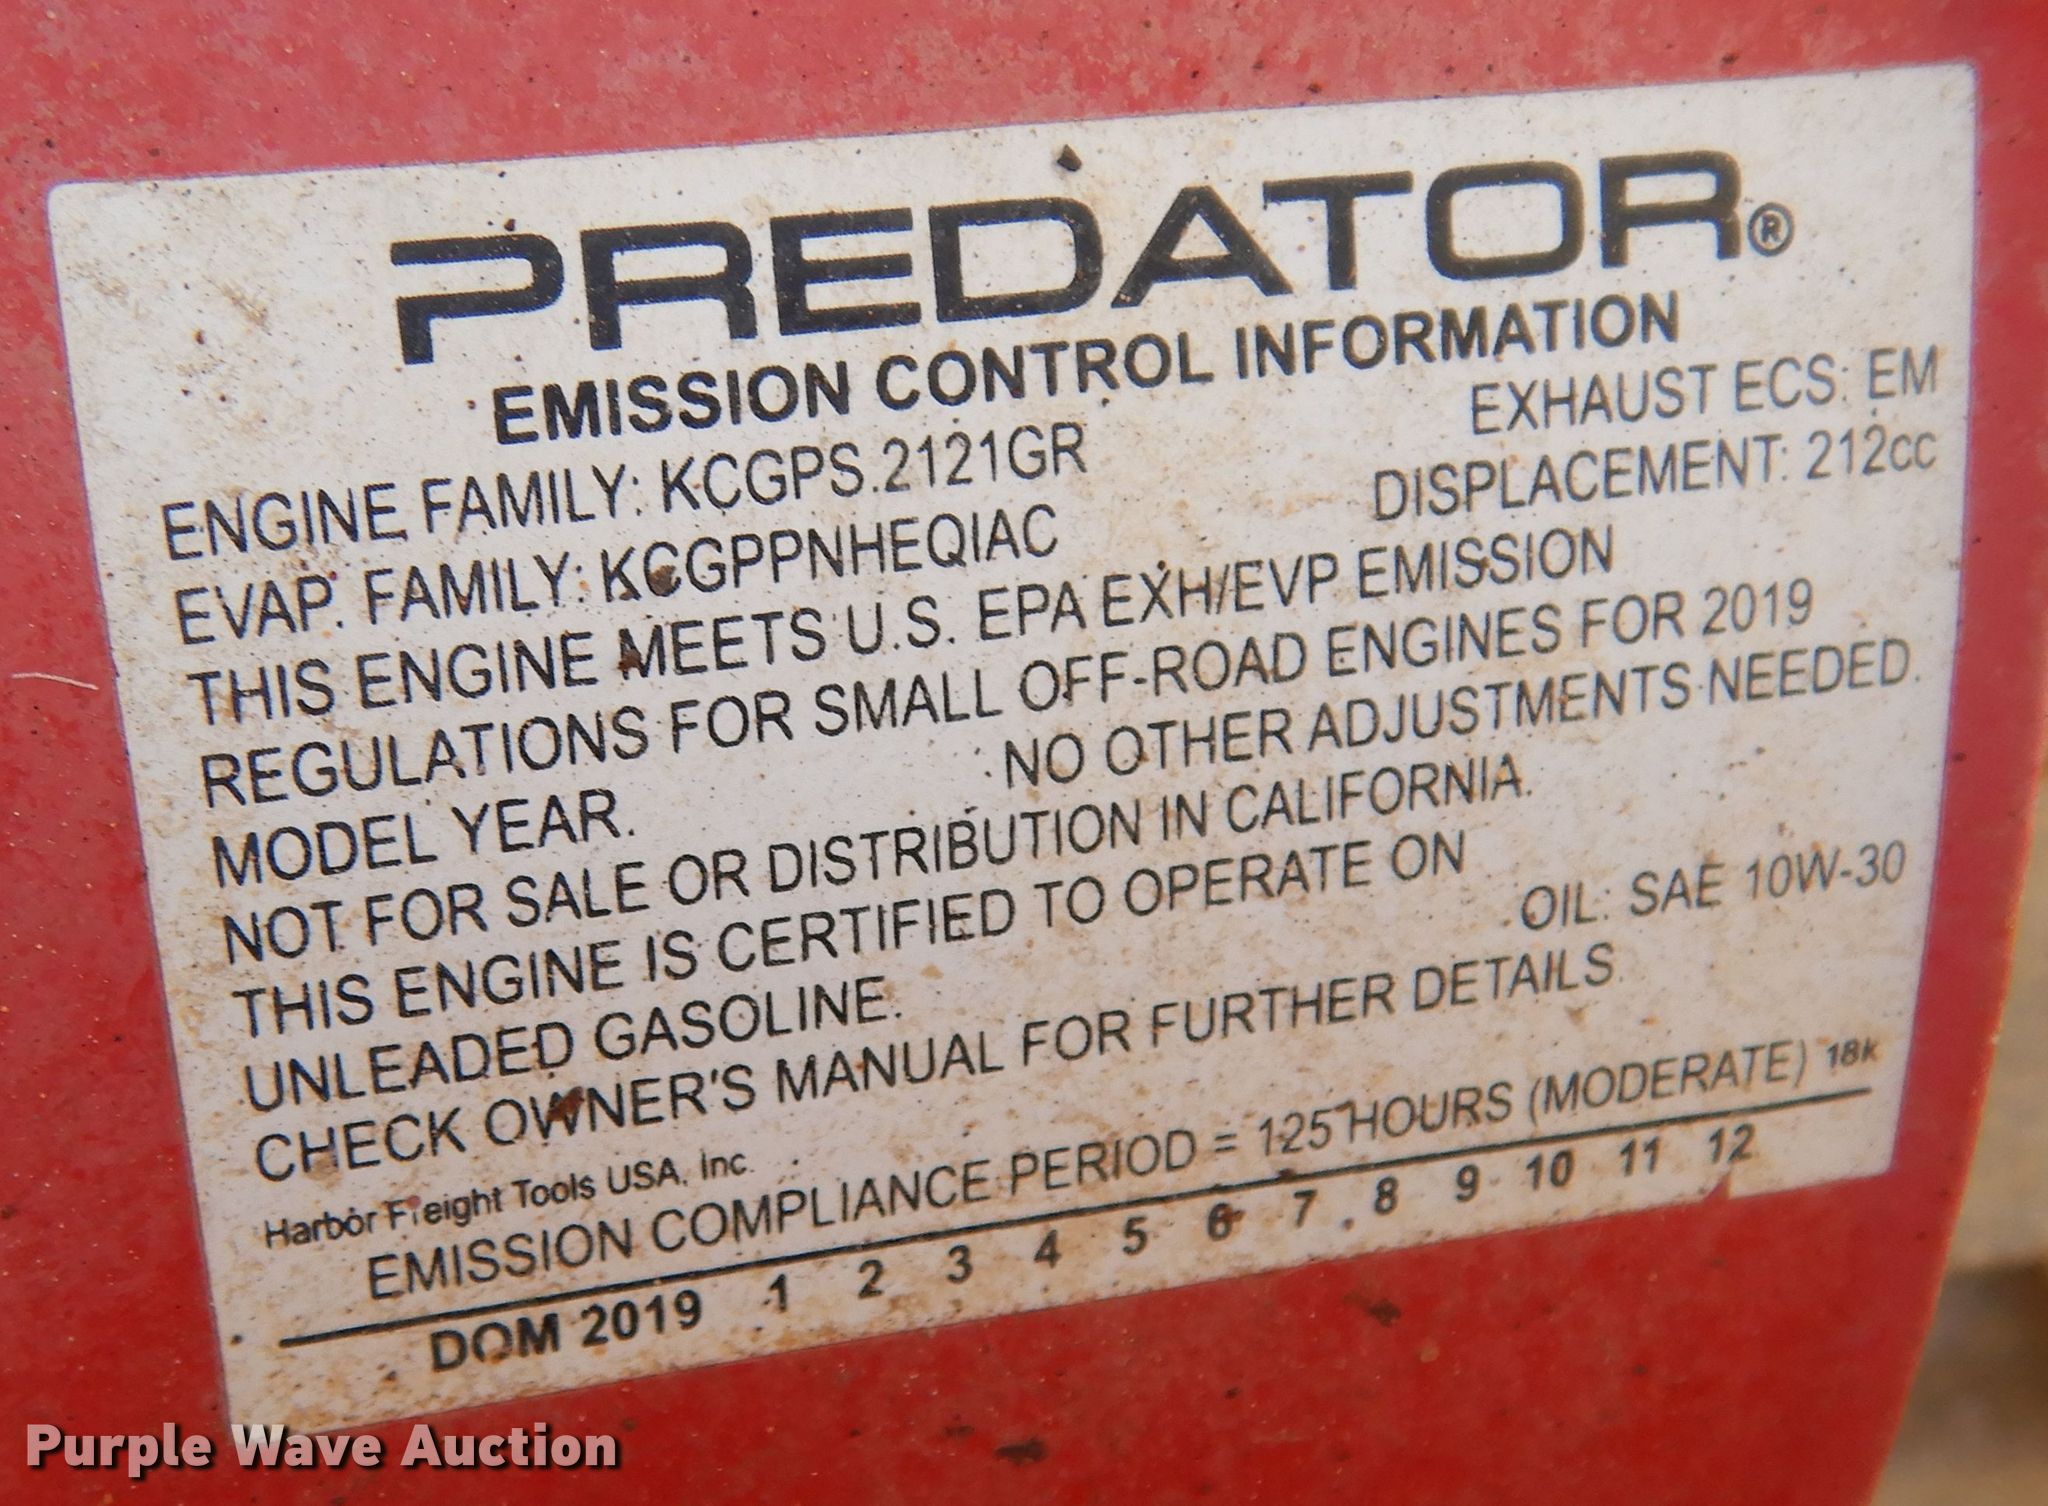 PREDATOR®
EMISSION CONTROL INFORMATION
ENGINE FAMILY: KCGPS.2121GR EXHAUST ECS: EM
EVAP. FAMILY: KCGPPNHEQIAC DISPLACEMENT: 212cc
THIS ENGINE MEETS U.S. EPA EXH/EVP EMISSION
REGULATIONS FOR SMALL OFF-ROAD ENGINES FOR 2019
MODEL YEAR. NO OTHER ADJUSTMENTS NEEDED.
NOT FOR SALE OR DISTRIBUTION IN CALIFORNIA.
THIS ENGINE IS CERTIFIED TO OPERATE ON
UNLEADED GASOLINE. OIL: SAE 10W-30
CHECK OWNER'S MANUAL FOR FURTHER DETAILS.
Harbor Freight Tools USA, Inc.
EMISSION COMPLIANCE PERIOD = 125 HOURS (MODERATE) 18K
DOM 2019 1 2 3 4 5 6 7 8 9 10 11 12
Purple Wave Auction